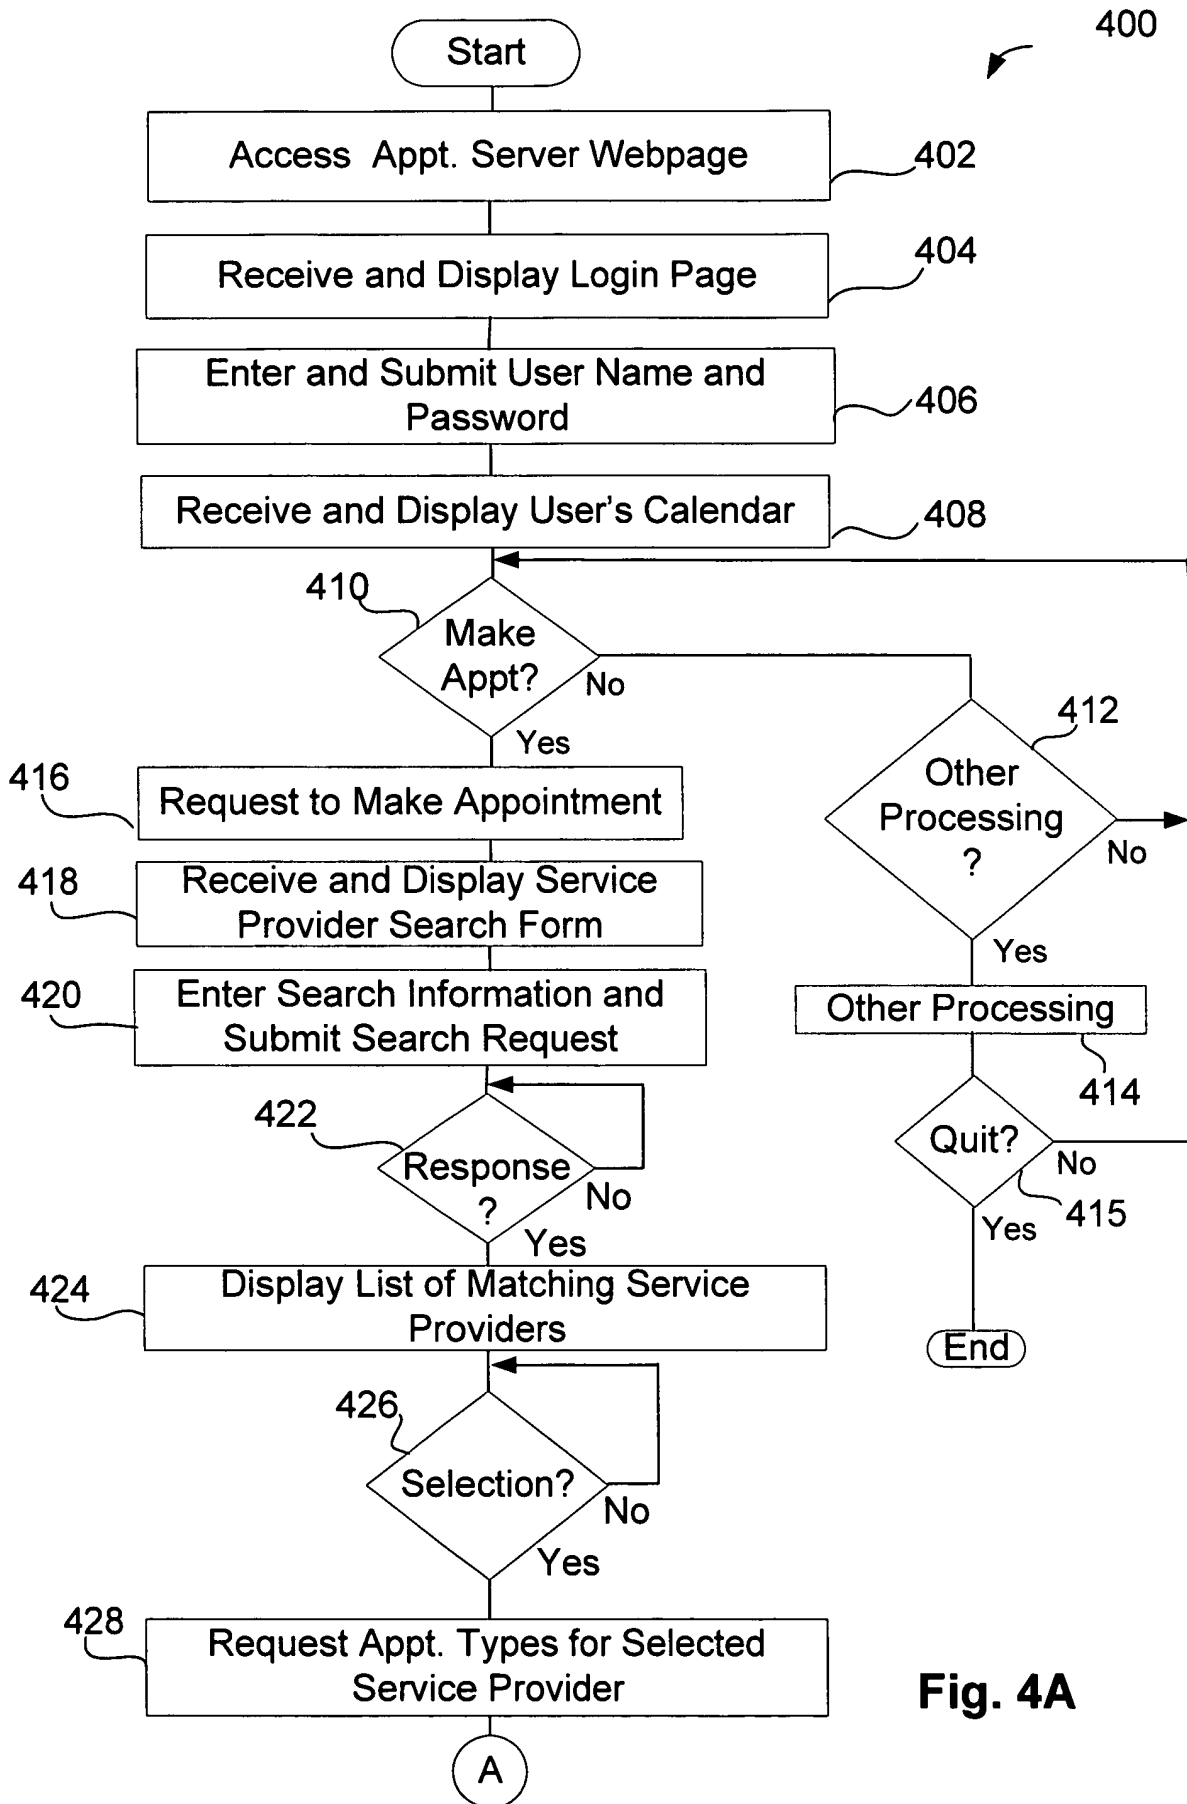 400
Start
Access Appt. Server Webpage
402
Receive and Display Login Page
404
Enter and Submit User Name and
Password
406
Receive and Display User's Calendar
408
410
Make
Appt?
No
Yes
412
Other
Processing
?
No
Yes
416
Request to Make Appointment
418
Receive and Display Service
Provider Search Form
420
Enter Search Information and
Submit Search Request
Other Processing
414
422
Response
?
No
Yes
Quit?
No
415
Yes
End
424
Display List of Matching Service
Providers
426
Selection?
No
Yes
428
Request Appt. Types for Selected
Service Provider
A
Fig. 4A